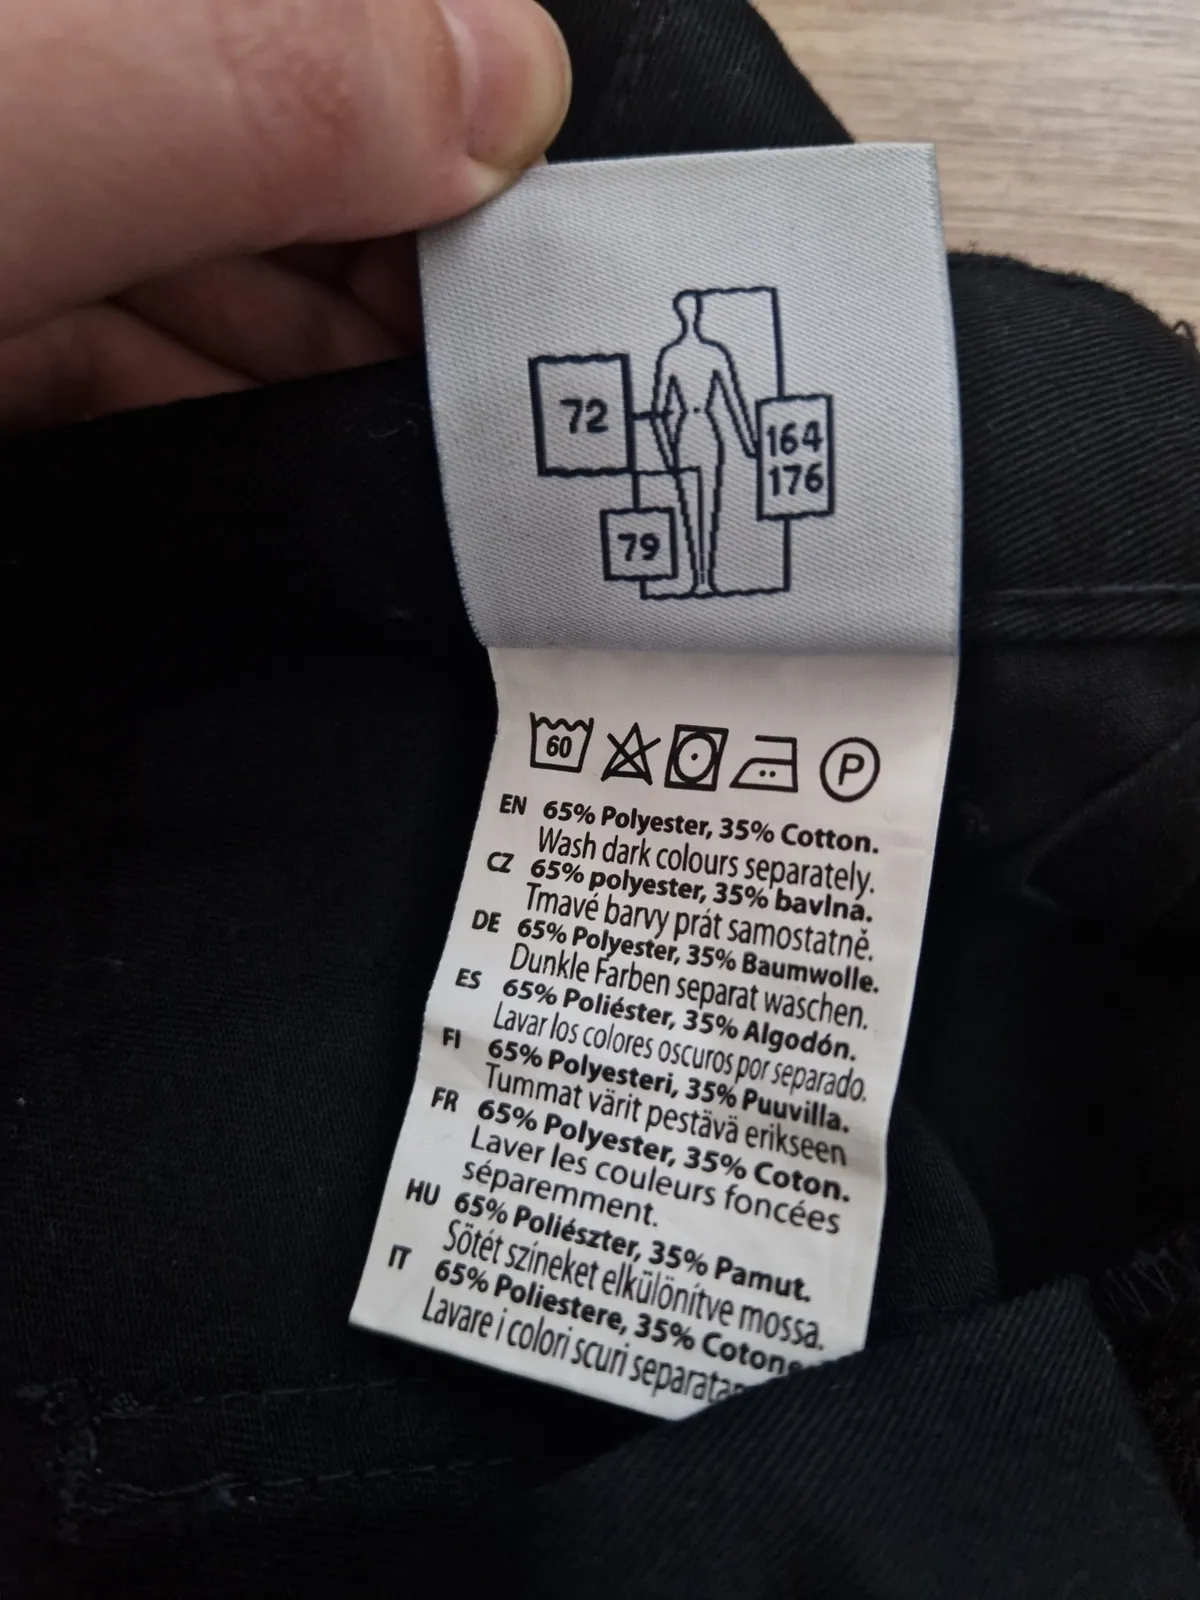 72
164
176
79
60
P
EN 65% Polyester, 35% Cotton.
Wash dark colours separately.
CZ 65% polyester, 35% bavlna.
Tmavé barvy prát samostatně.
DE 65% Polyester, 35% Baumwolle.
Dunkle Farben separat waschen.
ES 65% Poliéster, 35% Algodón.
Lavar los colores oscuros por separado.
FI 65% Polyesteri, 35% Puuvilla.
Tummat värit pestävä erikseen
FR 65% Polyester, 35% Coton.
Laver les couleurs foncées
séparemment.
HU 65% Poliészter, 35% Pamut.
Sötét színeket elkülönítve mossa.
IT 65% Poliestere, 35% Cotone
Lavare i colori scuri